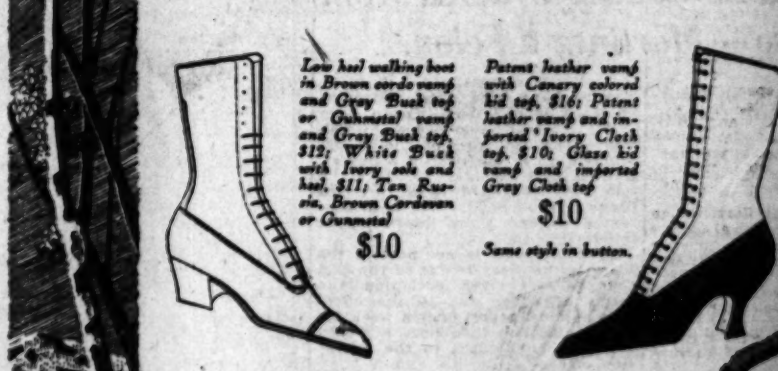 Low heel walking boot
in Brown cordo vamp
and Gray Buck top
or Gunmetal vamp
and Gray Buck top,
$12; White Buck
with Ivory sole and
heel, $11; Tan Rus-
sia, Brown Cordovan
or Gunmetal
$10
Patent leather vamp
with Canary colored
kid top, $16; Patent
leather vamp and im-
ported Ivory Cloth
top, $10; Glaze kid
vamp and imported
Gray Cloth top
$10
Same style in button.